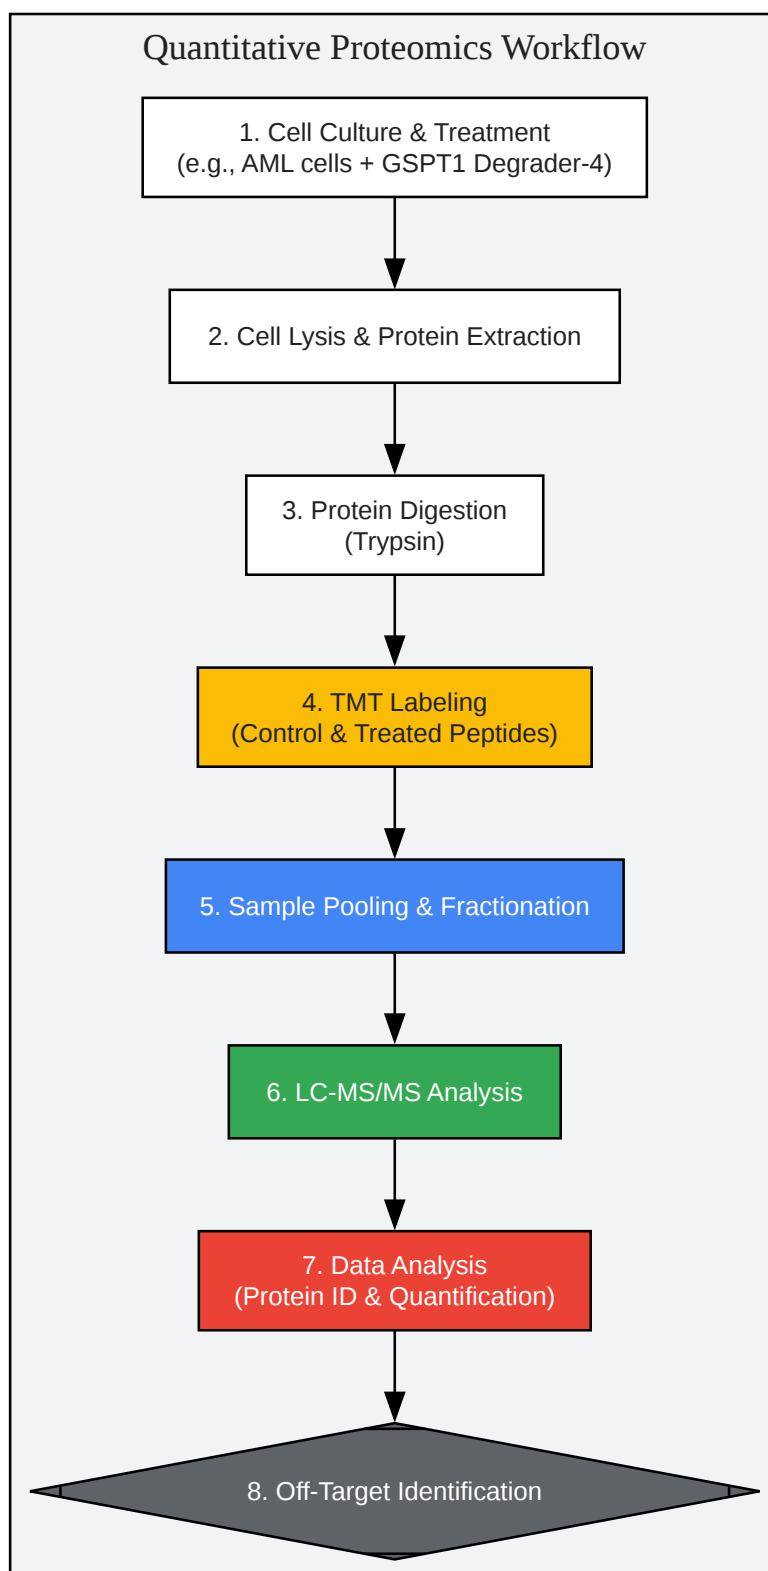 Quantitative Proteomics Workflow
1. Cell Culture & Treatment
(e.g., AML cells + GSPT1 Degrader-4)
2. Cell Lysis & Protein Extraction
3. Protein Digestion
(Trypsin)
4. TMT Labeling
(Control & Treated Peptides)
5. Sample Pooling & Fractionation
6. LC-MS/MS Analysis
7. Data Analysis
(Protein ID & Quantification)
8. Off-Target Identification